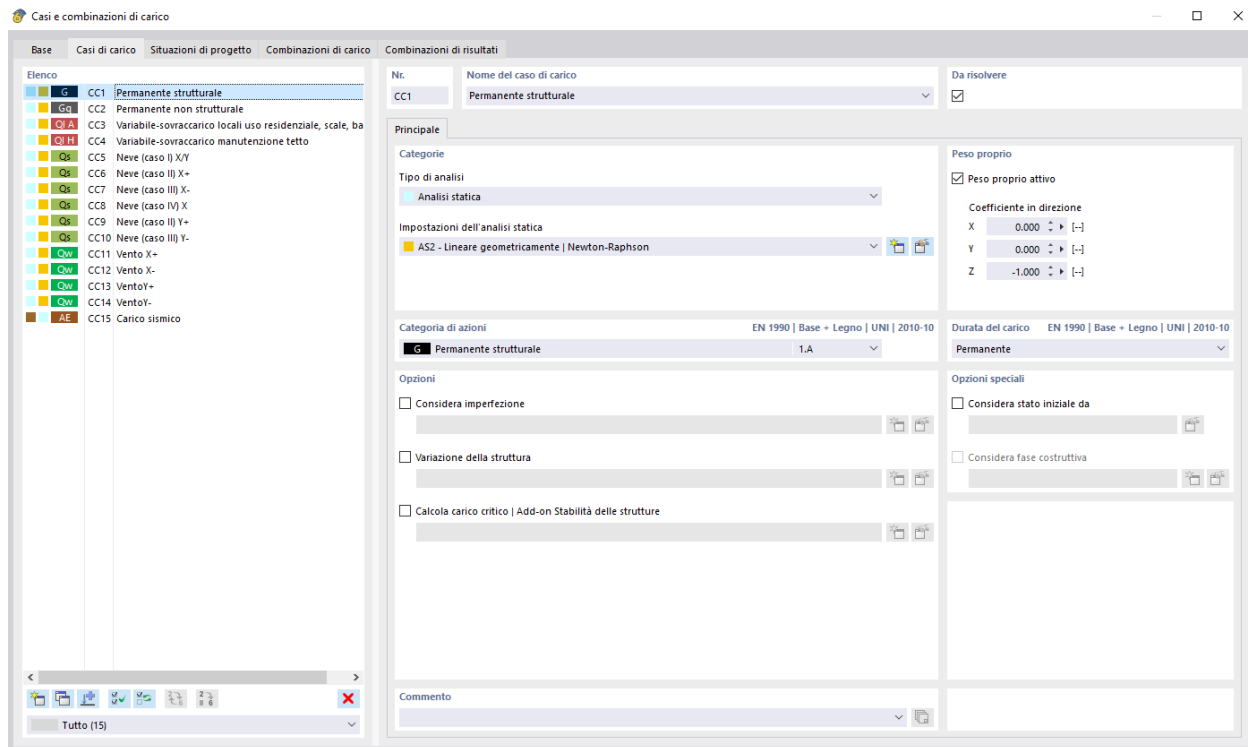 Casi e combinazioni di carico
Base Casi di carico Situazioni di progetto Combinazioni di carico Combinazioni di risultati
Elenco
G CC1 Permanente strutturale
Gq CC2 Permanente non strutturale
QI A CC3 Variabile-sovraccarico locali uso residenziale, scale, ba
QI H CC4 Variabile-sovraccarico manutenzione tetto
Qs CC5 Neve (caso I) X/Y
Qs CC6 Neve (caso II) X+
Qs CC7 Neve (caso III) X-
Qs CC8 Neve (caso IV) X
Qs CC9 Neve (caso II) Y+
Qs CC10 Neve (caso III) Y-
Qw CC11 Vento X+
Qw CC12 Vento X-
Qw CC13 VentoY+
Qw CC14 VentoY-
AE CC15 Carico sismico
Tutto (15)
Nr. Nome del caso di carico Da risolvere
CC1 Permanente strutturale
Principale
Categorie
Tipo di analisi
Analisi statica
Impostazioni dell'analisi statica
AS2 - Lineare geometricamente | Newton-Raphson
Peso proprio
Peso proprio attivo
Coefficiente in direzione
X 0.000 [--]
Y 0.000 [--]
Z -1.000 [--]
Categoria di azioni EN 1990 | Base + Legno | UNI | 2010-10
G Permanente strutturale 1.A
Durata del carico EN 1990 | Base + Legno | UNI | 2010-10
Permanente
Opzioni
Considera imperfezione
Variazione della struttura
Calcola carico critico | Add-on Stabilità delle strutture
Opzioni speciali
Considera stato iniziale da
Considera fase costruttiva
Commento